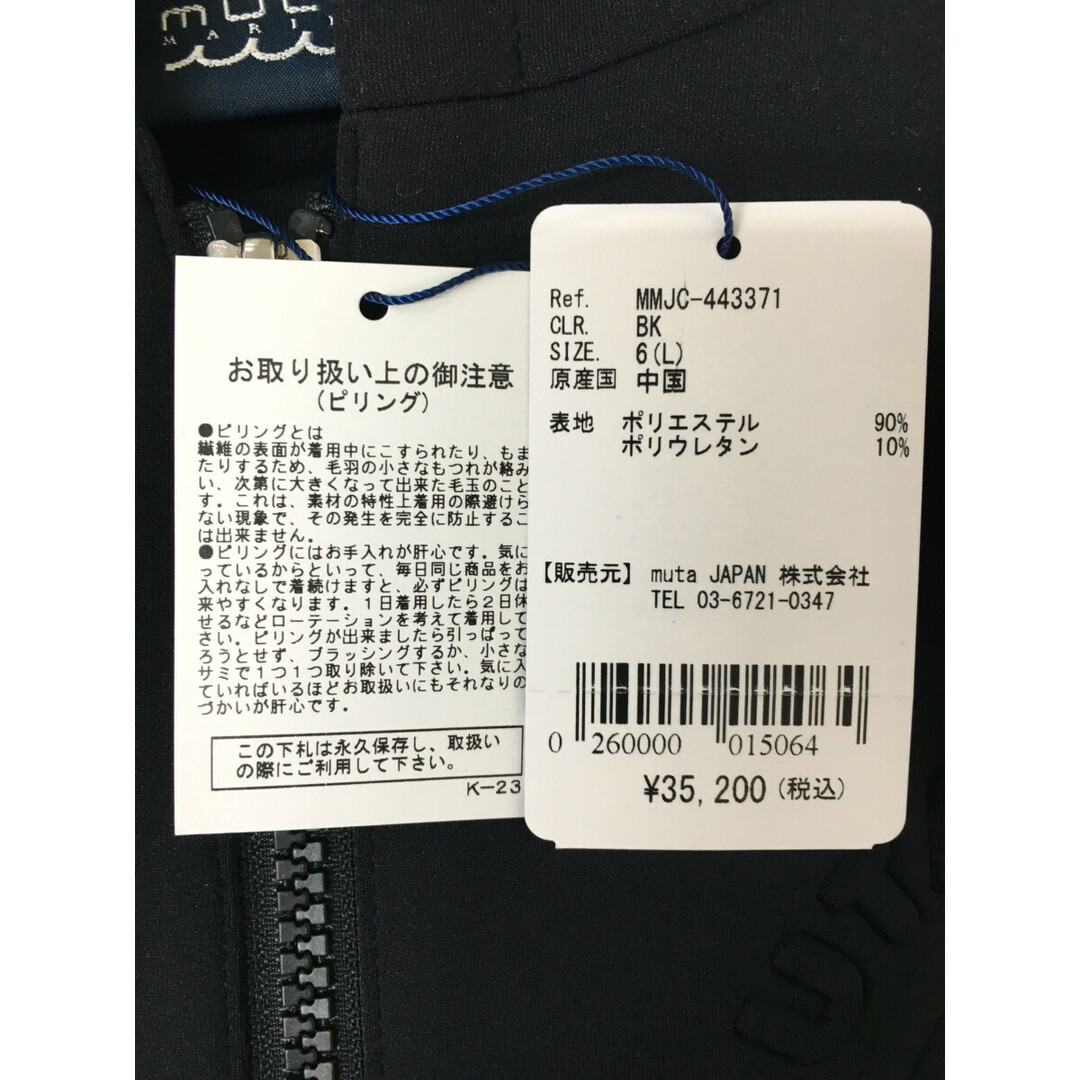 お取り扱い上の御注意
(ピリング)
●ピリングとは
繊維の表面が着用中にこすられたり、もま
たりするため、毛羽の小さなもつれが絡み
い、次第に大きくなって出来た毛玉のこと
す。これは、素材の特性上着用の際避けら
ない現象で、その発生を完全に防止するこ
は出来ません。
●ピリングにはお手入れが肝心です。気に
っているからといって、毎日同じ商品をお
入れなしで着続けますと、必ずピリングは
来やすくなります。1日着用したら2日休
せるなどローテーションを考えて着用して
さい。ピリングが出来ましたら引っぱって
ろうとせず、ブラッシングするか、小さな
サミで1つ1つ取り除いて下さい。気に入
ていればいるほどお取扱いにもそれなりの
づかいが肝心です。
この下札は永久保存し、取扱い
の際にご利用して下さい。
K-23
Ref. MMJC-443371
CLR. BK
SIZE. 6(L)
原産国 中国
表地 ポリエステル 90%
ポリウレタン 10%
【販売元】 muta JAPAN 株式会社
TEL 03-6721-0347
0 260000 015064
¥35,200(税込)